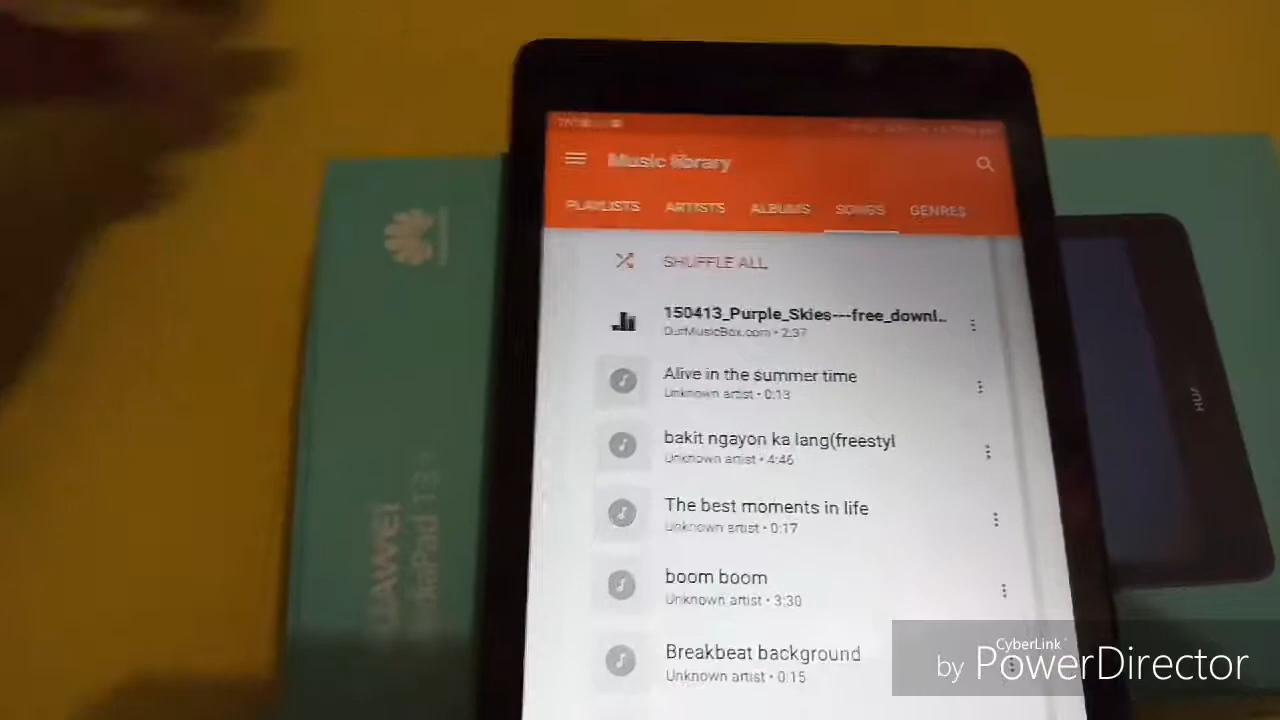 Music library
PLAYLISTS ARTISTS ALBUMS SONGS GENRES
SHUFFLE ALL
150413_Purple_Skies---free_downl..
DurMusicBox.com • 2:37
Alive in the summer time
Unknown artist • 0:13
bakit ngayon ka lang(freestyl
Unknown artist • 4:46
The best moments in life
Unknown artist • 0:17
boom boom
Unknown artist • 3:30
Breakbeat background
Unknown artist • 0:15
CyberLink
by PowerDirector
HUAWEI
MediaPad T3